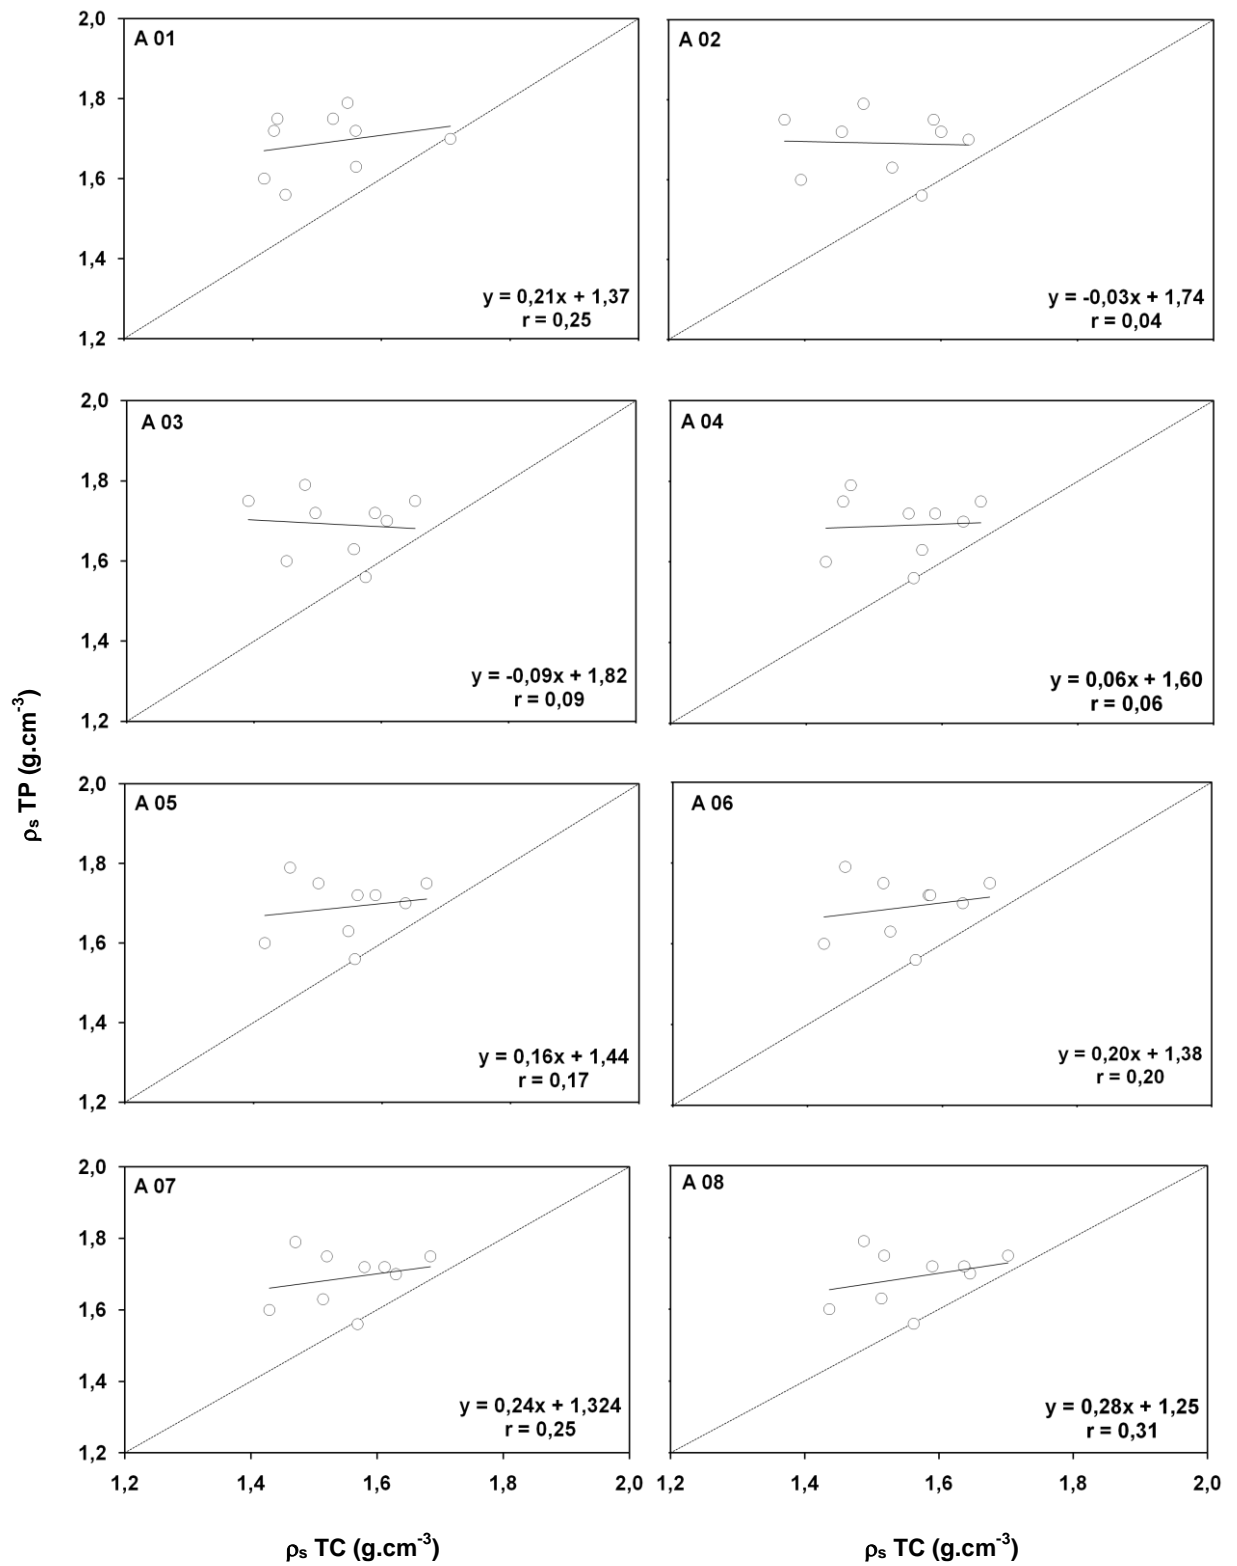 2,0
A 01
1,8
1,6
1,4
y = 0,21x + 1,37
r = 0,25
1,2
A 02
y = -0,03x + 1,74
r = 0,04
2,0
A 03
1,8
1,6
1,4
y = -0,09x + 1,82
r = 0,09
1,2
A 04
y = 0,06x + 1,60
r = 0,06
ρs TP (g.cm-3)
2,0
A 05
1,8
1,6
1,4
y = 0,16x + 1,44
r = 0,17
1,2
A 06
y = 0,20x + 1,38
r = 0,20
2,0
A 07
1,8
1,6
1,4
y = 0,24x + 1,324
r = 0,25
1,2
1,2 1,4 1,6 1,8 2,0
ρs TC (g.cm-3)
A 08
y = 0,28x + 1,25
r = 0,31
1,2 1,4 1,6 1,8 2,0
ρs TC (g.cm-3)